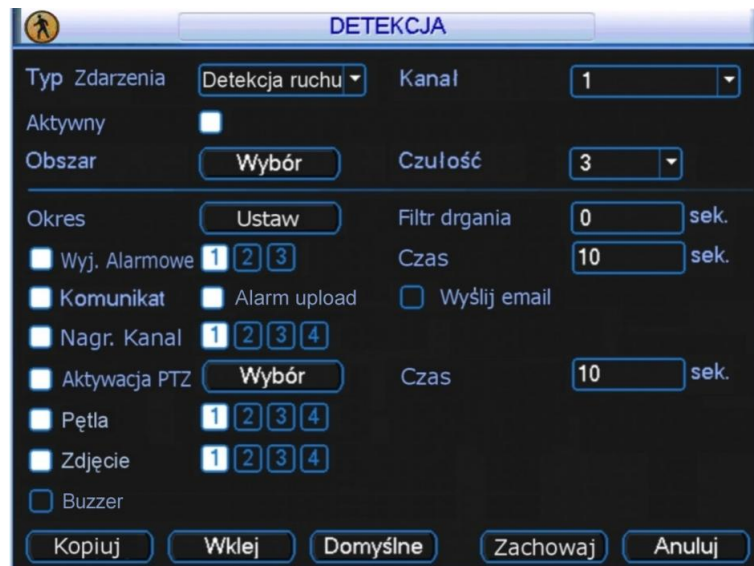 DETEKCJA
Typ Zdarzenia Detekcja ruchu Kanał 1
Aktywny
Obszar Wybór Czułość 3
Okres Ustaw Filtr drgania 0 sek.
Wyj. Alarmowe 1 2 3 Czas 10 sek.
Komunikat Alarm upload Wyślij email
Nagr. Kanal 1 2 3 4
Aktywacja PTZ Wybór Czas 10 sek.
Pętla 1 2 3 4
Zdjęcie 1 2 3 4
Buzzer
Kopiuj Wklej Domyślne Zachowaj Anuluj